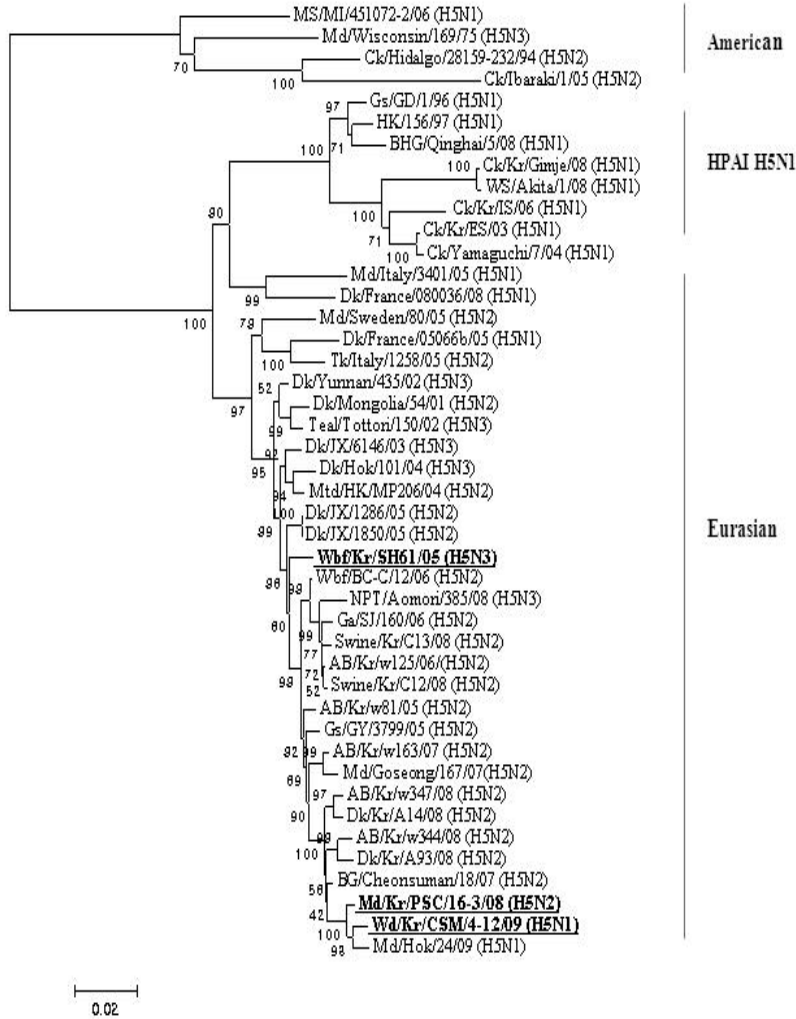 MS/MI/451072-2/06 (H5N1)
Md/Wisconsin/169/75 (H5N3)
American
Ck/Hidalgo/28159-232/94 (H5N2)
70
100
Ck/Ibaraki/1/05 (H5N2)
Gs/GD/1/96 (H5N1)
97
HK/156/97 (H5N1)
100
71
BHG/Qinghai/5/08 (H5N1)
HPAI H5N1
100
Ck/Kr/Gimje/08 (H5N1)
WS/Akita/1/08 (H5N1)
100
Ck/Kr/IS/06 (H5N1)
90
71
Ck/Kr/ES/03 (H5N1)
100
Ck/Yamaguchi/7/04 (H5N1)
Md/Italy/3401/05 (H5N1)
99
Dk/France/080036/08 (H5N1)
100
79
Md/Sweden/80/05 (H5N2)
Dk/France/05066b/05 (H5N1)
100
Tk/Italy/1258/05 (H5N2)
52
Dk/Yunnan/435/02 (H5N3)
97
Dk/Mongolia/54/01 (H5N2)
99
Teal/Tottori/150/02 (H5N3)
92
Dk/JX/6146/03 (H5N3)
95
Dk/Hok/101/04 (H5N3)
94
Mtd/HK/MP206/04 (H5N2)
100
Dk/JX/1286/05 (H5N2)
99
Dk/JX/1850/05 (H5N2)
Eurasian
Wbf/Kr/SH61/05 (H5N3)
96
99
Wbf/BC-C/12/06 (H5N2)
NPT/Aomori/385/08 (H5N3)
60
Ga/SJ/160/06 (H5N2)
99
Swine/Kr/C13/08 (H5N2)
77
AB/Kr/w125/06/(H5N2)
72
99
52
Swine/Kr/C12/08 (H5N2)
AB/Kr/w81/05 (H5N2)
Gs/GY/3799/05 (H5N2)
92
99
AB/Kr/w163/07 (H5N2)
69
Md/Goseong/167/07(H5N2)
97
AB/Kr/w347/08 (H5N2)
90
Dk/Kr/A14/08 (H5N2)
99
AB/Kr/w344/08 (H5N2)
100
Dk/Kr/A93/08 (H5N2)
56
BG/Cheonsuman/18/07 (H5N2)
42
Md/Kr/PSC/16-3/08 (H5N2)
100
Wd/Kr/CSM/4-12/09 (H5N1)
98
Md/Hok/24/09 (H5N1)
0.02